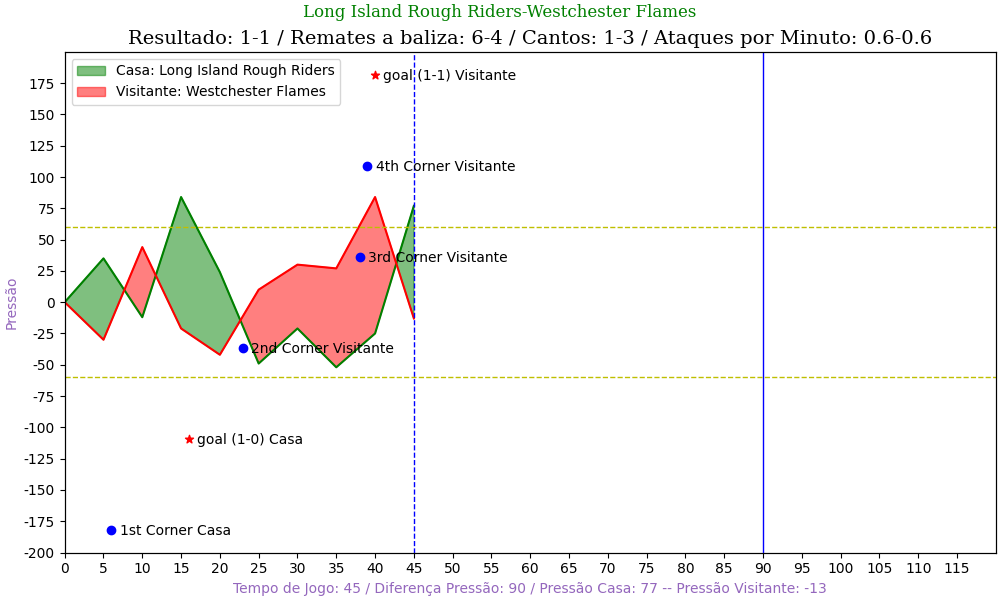 Long Island Rough Riders-Westchester Flames
Resultado: 1-1 / Remates a baliza: 6-4 / Cantos: 1-3 / Ataques por Minuto: 0.6-0.6
Casa: Long Island Rough Riders
Visitante: Westchester Flames
goal (1-1) Visitante
4th Corner Visitante
3rd Corner Visitante
2nd Corner Visitante
goal (1-0) Casa
1st Corner Casa
Pressão
175
150
125
100
75
50
25
0
-25
-50
-75
-100
-125
-150
-175
-200
0 5 10 15 20 25 30 35 40 45 50 55 60 65 70 75 80 85 90 95 100 105 110 115
Tempo de Jogo: 45 / Diferença Pressão: 90 / Pressão Casa: 77 -- Pressão Visitante: -13